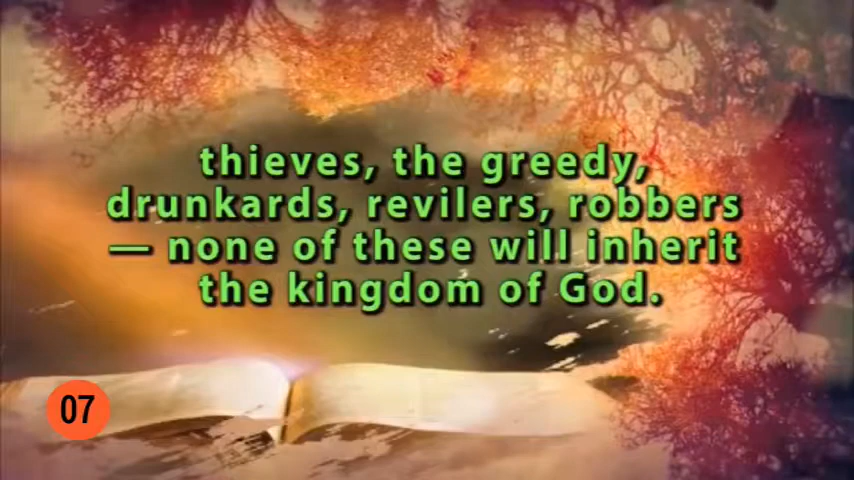 thieves, the greedy,
drunkards, revilers, robbers
— none of these will inherit
the kingdom of God.
07